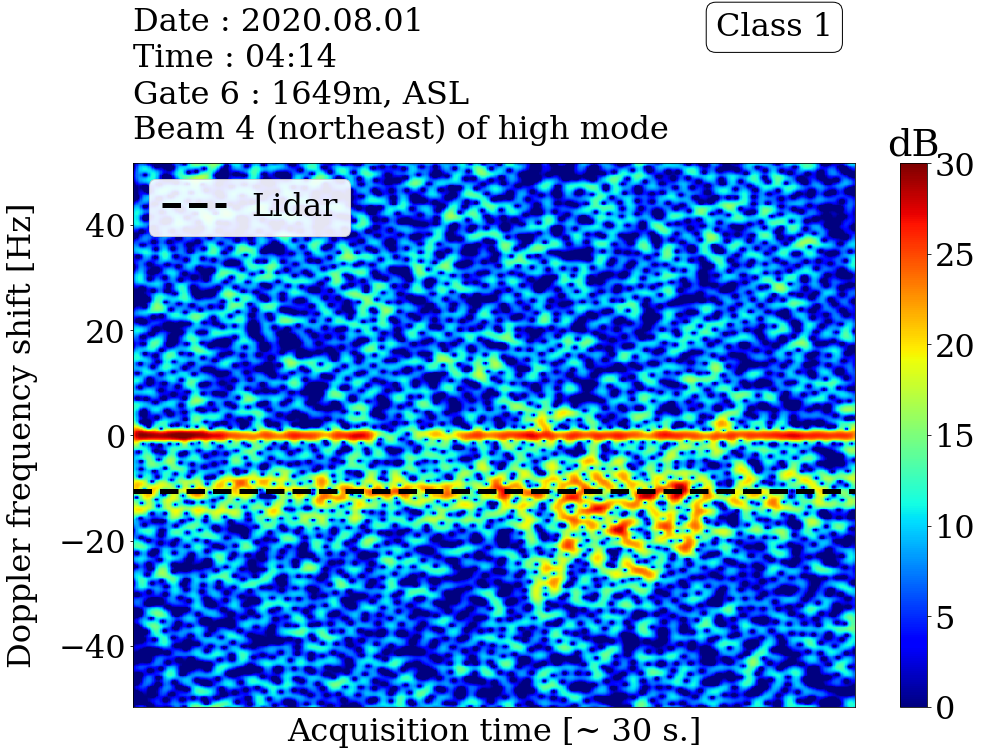 Date : 2020.08.01
Time : 04:14
Gate 6 : 1649m, ASL
Beam 4 (northeast) of high mode
Class 1
dB
Lidar
Doppler frequency shift [Hz]
40
20
0
−20
−40
Acquisition time [~ 30 s.]
30
25
20
15
10
5
0